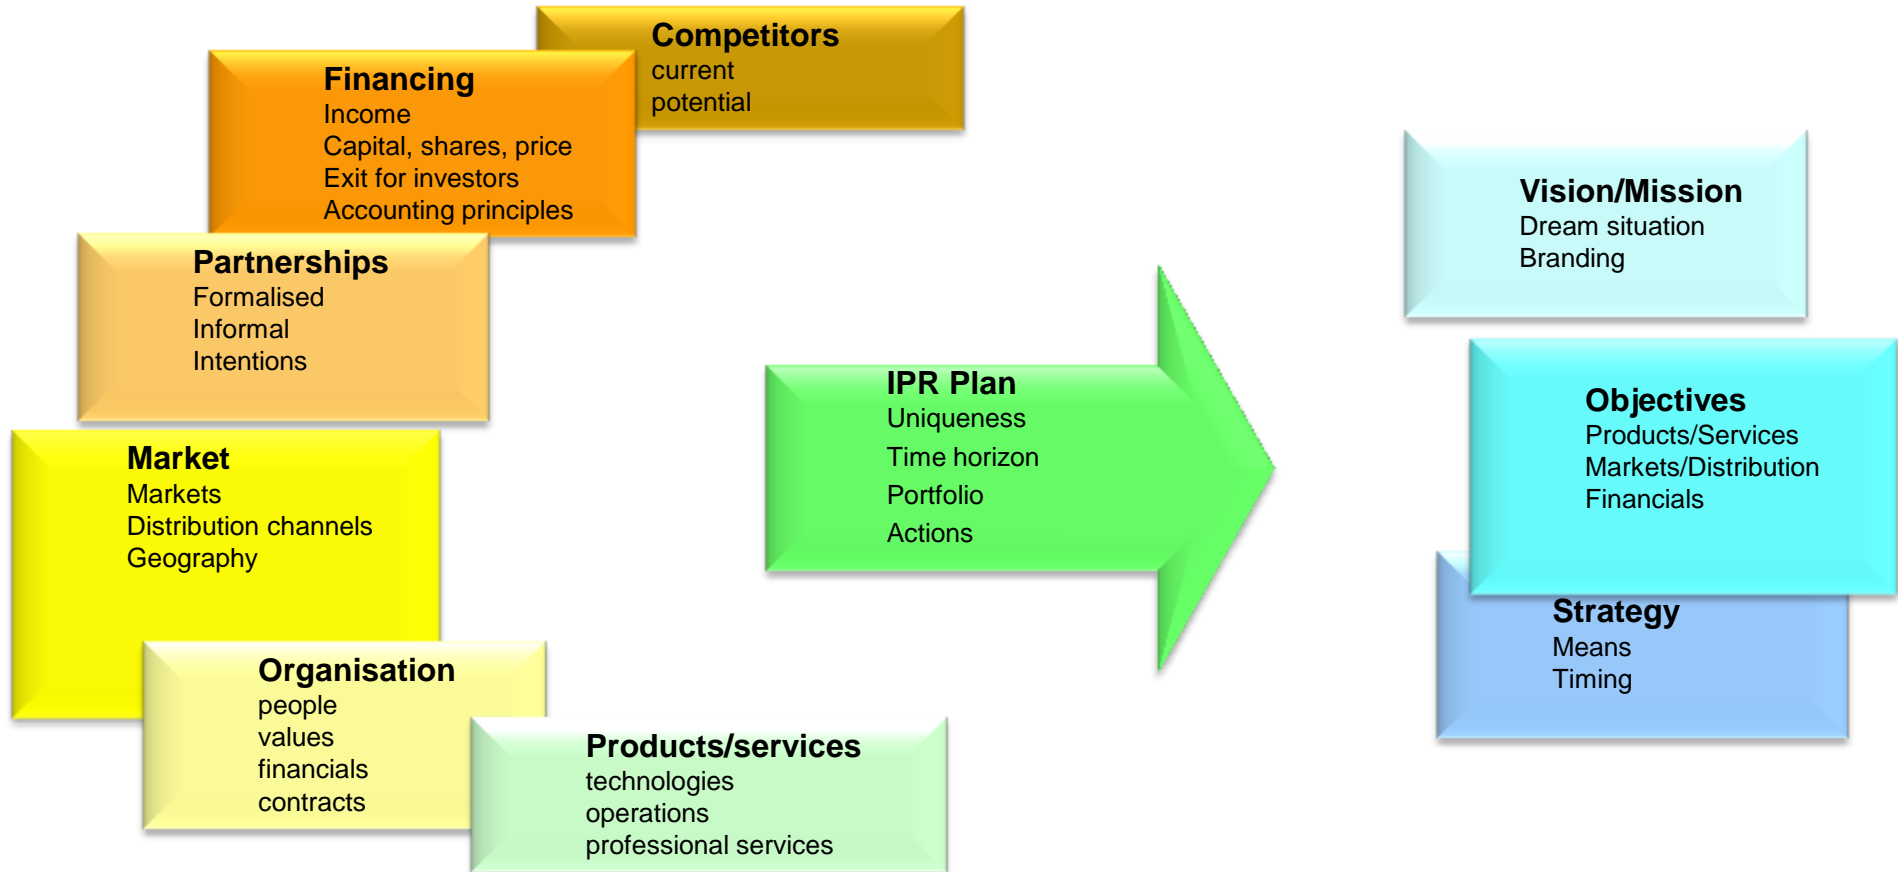 Competitors
current
potential
Financing
Income
Capital, shares, price
Exit for investors
Accounting principles
Partnerships
Formalised
Informal
Intentions
Market
Markets
Distribution channels
Geography
Organisation
people
values
financials
contracts
Products/services
technologies
operations
professional services
IPR Plan
Uniqueness
Time horizon
Portfolio
Actions
Vision/Mission
Dream situation
Branding
Objectives
Products/Services
Markets/Distribution
Financials
Strategy
Means
Timing